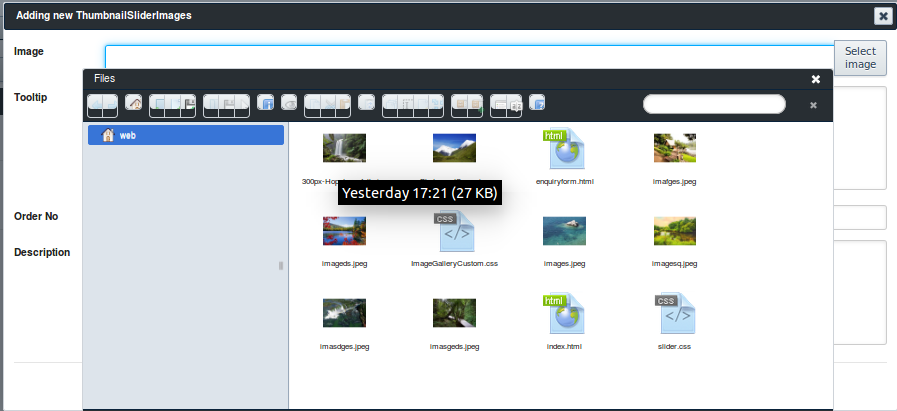 Adding new ThumbnailSliderImages
Image
Select
image
Files
Tooltip
web
html
300px-Hop
enquiryform.html
imafges.jpeg
Yesterday 17:21 (27 KB)
Order No
css
Description
imageds.jpeg
ImageGalleryCustom.css
images.jpeg
imagesq.jpeg
html
css
imasdges.jpeg
imasgeds.jpeg
index.html
slider.css